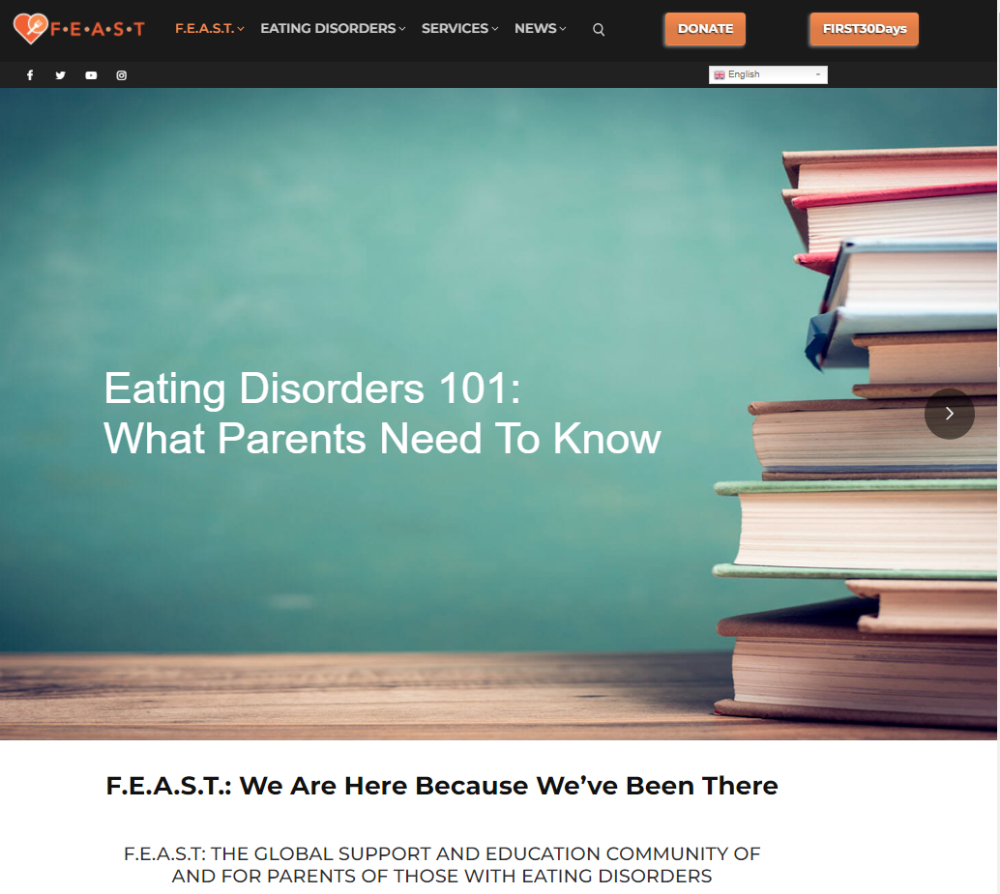 F·E·A·S·T
F.E.A.S.T.
EATING DISORDERS
SERVICES
NEWS
DONATE
FIRST30Days
English
Eating Disorders 101:
What Parents Need To Know
F.E.A.S.T.: We Are Here Because We’ve Been There
F.E.A.S.T: THE GLOBAL SUPPORT AND EDUCATION COMMUNITY OF
AND FOR PARENTS OF THOSE WITH EATING DISORDERS